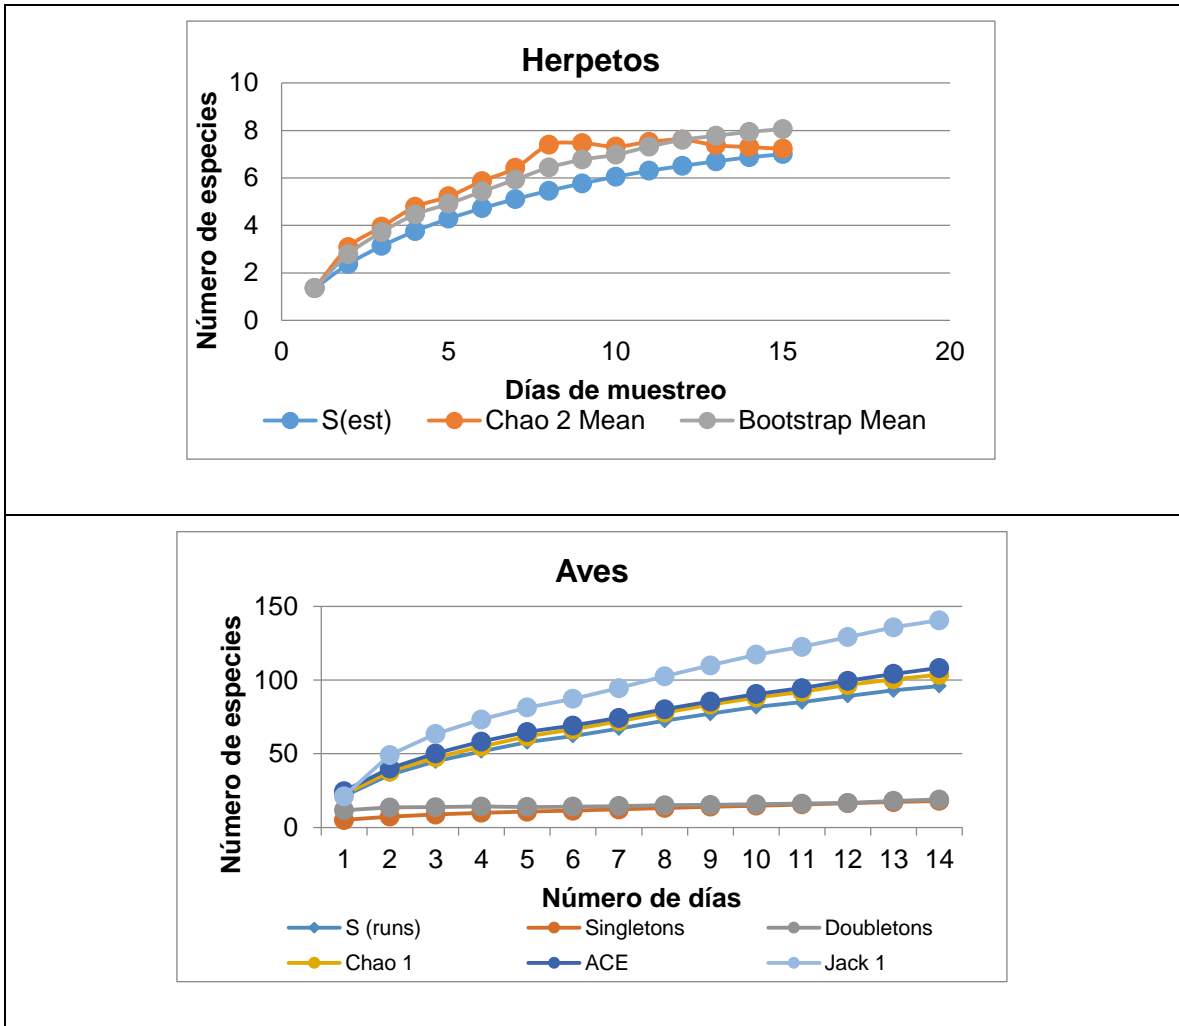 Herpetos
Número de especies
10
8
6
4
2
0
0 5 10 15 20
Días de muestreo
S(est) Chao 2 Mean Bootstrap Mean
Aves
Número de especies
150
100
50
0
1 2 3 4 5 6 7 8 9 10 11 12 13 14
Número de días
S (runs) Singletons Doubletons
Chao 1 ACE Jack 1